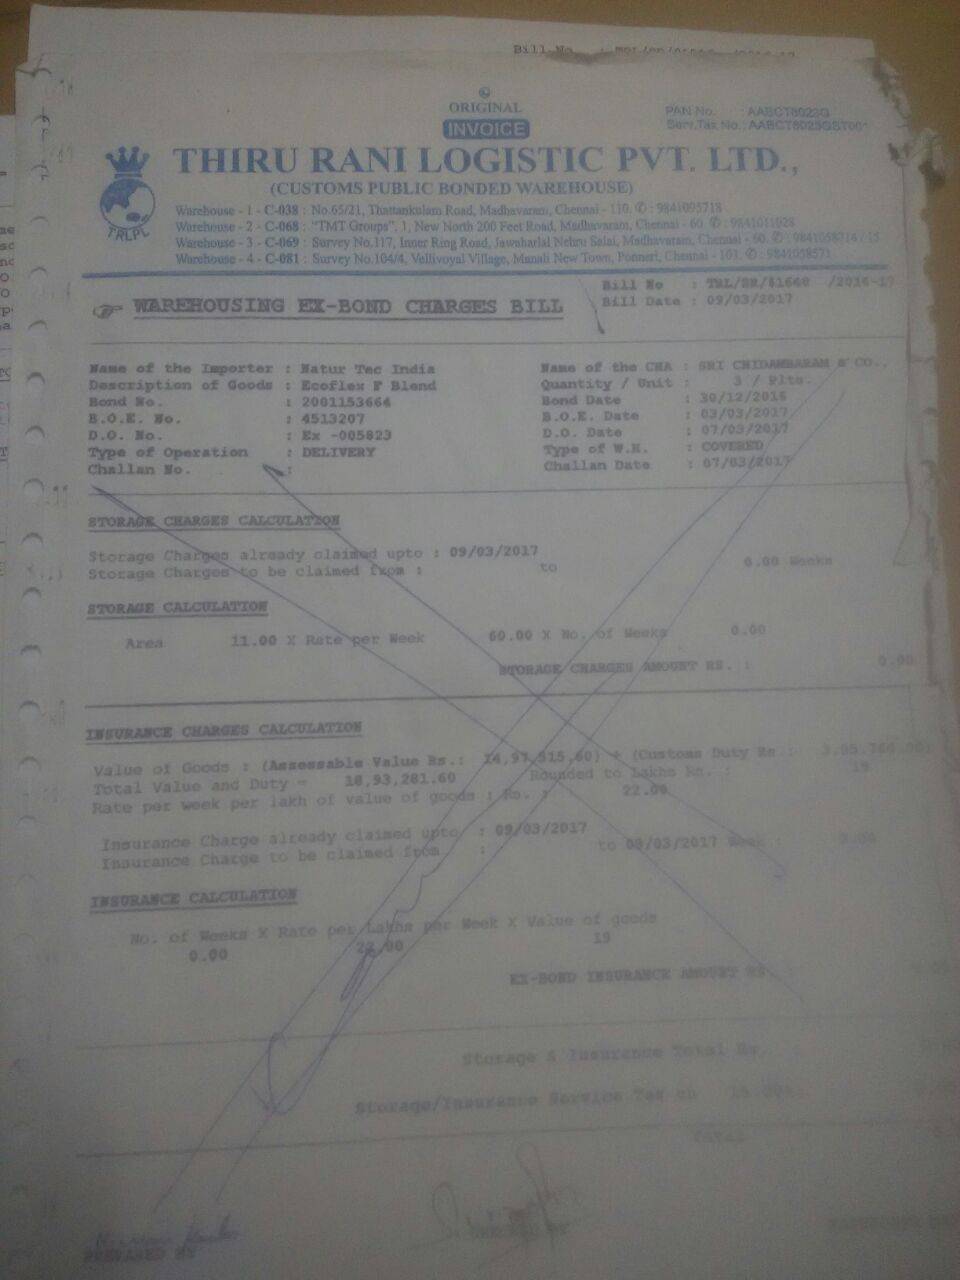 Bill No
ORIGINAL
INVOICE
PAN No. : AABCT8023G
Serv.Tax No. : AABCT8023GST001
THIRU RANI LOGISTIC PVT. LTD.,
(CUSTOMS PUBLIC BONDED WAREHOUSE)
TRLPL
Warehouse - 1 - C-038 : No.65/21, Thattankulam Road, Madhavaram, Chennai - 110. ✆ : 9841095718
Warehouse - 2 - C-068 : "TMT Groups", 1, New North 200 Feet Road, Madhavaram, Chennai - 60. ✆ : 9841011028
Warehouse - 3 - C-069 : Survey No.117, Inner Ring Road, Jawaharlal Nehru Salai, Madhavaram, Chennai - 60. ✆ : 9841058714 / 15
Warehouse - 4 - C-081 : Survey No.104/4, Vellivoyal Village, Manali New Town, Ponneri, Chennai - 103. ✆ : 9841058571
Bill No : /2016-17
Bill Date : 09/03/2017
WAREHOUSING EX-BOND CHARGES BILL
Name of the Importer : Natur Tec India Name of the CHA : SRI CHIDAMBARAM & CO.,
Description of Goods : Ecoflex F Blend Quantity / Unit : 3 / Plts.
Bond No. : 2001153664 Bond Date : 30/12/2016
B.O.E. No. : 4513207 B.O.E. Date : 03/03/2017
D.O. No. : Ex -005823 D.O. Date : 07/03/2017
Type of Operation : DELIVERY Type of W.H. : COVERED
Challan No. : Challan Date : 07/03/2017
STORAGE CHARGES CALCULATION
Storage Charges already claimed upto : 09/03/2017
Storage Charges to be claimed from : to 0.00 Weeks
STORAGE CALCULATION
Area 11.00 X Rate per Week 60.00 X No. of Weeks 0.00
STORAGE CHARGES AMOUNT RS. : 0.00
INSURANCE CHARGES CALCULATION
Value of Goods : (Assessable Value Rs.: 14,97,515.60) + (Customs Duty Rs : 3,95,766.00)
Total Value and Duty = 18,93,281.60 Rounded to Lakhs Rs. : 19
Rate per week per lakh of value of goods : Rs. : 22.00
Insurance Charge already claimed upto : 09/03/2017
Insurance Charge to be claimed from : to 08/03/2017 Week : 0.00
INSURANCE CALCULATION
No. of Weeks X Rate per Lakhs per Week X Value of goods
0.00 22.00 19
EX-BOND INSURANCE AMOUNT RS.
Storage & Insurance Total Rs.
Storage/Insurance Service Tax on 15.00%
TOTAL
PREPARED BY